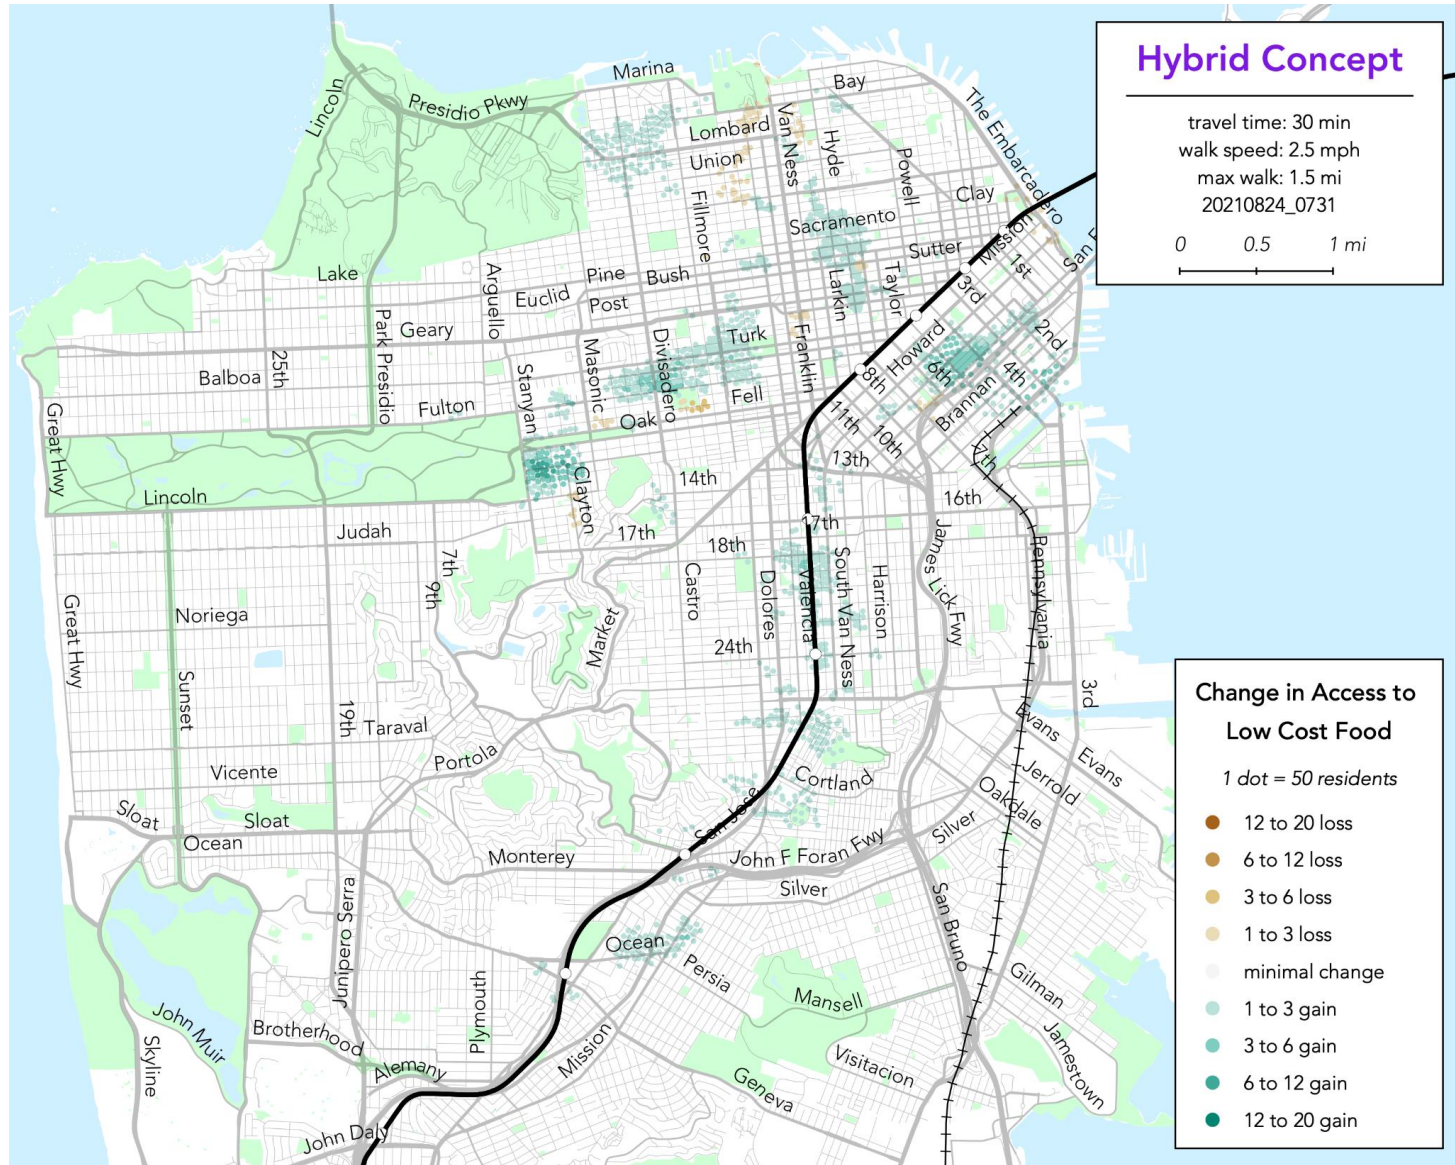 Hybrid Concept
travel time: 30 min
walk speed: 2.5 mph
max walk: 1.5 mi
20210824_0731
0 0.5 1 mi
Marina
Bay
Presidio Pkwy
Lincoln
Lombard
Van Ness
The Embarcadero
Union
Hyde
Powell
Clay
Fillmore
Sacramento
Sutter
Mission
1st
San F
Lake
Arguello
Pine
Bush
Euclid
Post
Larkin
Taylor
3rd
Geary
Park Presidio
Turk
Franklin
Howard
2nd
25th
Balboa
Stanyan
Masonic
Divisadero
8th
6th
4th
Fulton
Fell
Brannan
Great Hwy
Oak
11th
10th
13th
7th
Clayton
14th
Lincoln
16th
Judah
17th
17th
18th
7th
9th
Castro
Dolores
Valencia
South Van Ness
Harrison
James Lick Fwy
Pennsylvania
Great Hwy
Noriega
Market
24th
Sunset
19th
Taraval
3rd
Evans
Evans
Portola
Vicente
Cortland
Jerrold
Oakdale
Sloat
Sloat
San Jose
Silver
Ocean
Monterey
John F Foran Fwy
Silver
Junipero Serra
San Bruno
Ocean
Persia
Plymouth
Mansell
Gilman
John Muir
Brotherhood
Skyline
Alemany
Mission
Visitacion
Jamestown
Geneva
John Daly
Change in Access to
Low Cost Food
1 dot = 50 residents
12 to 20 loss
6 to 12 loss
3 to 6 loss
1 to 3 loss
minimal change
1 to 3 gain
3 to 6 gain
6 to 12 gain
12 to 20 gain